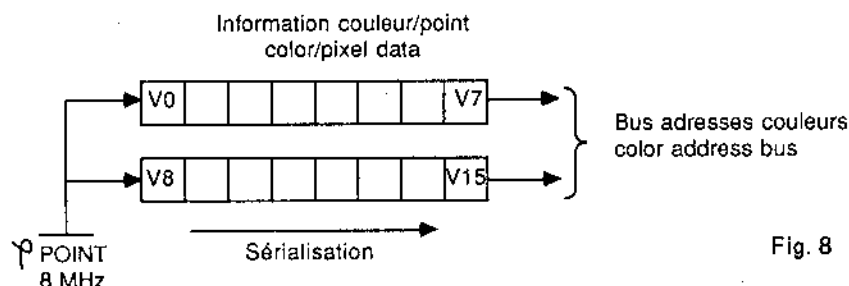 Information couleur/point
color/pixel data
V0 V7
Bus adresses couleurs
color address bus
V8 V15
Sérialisation
φ POINT
8 MHz
Fig. 8